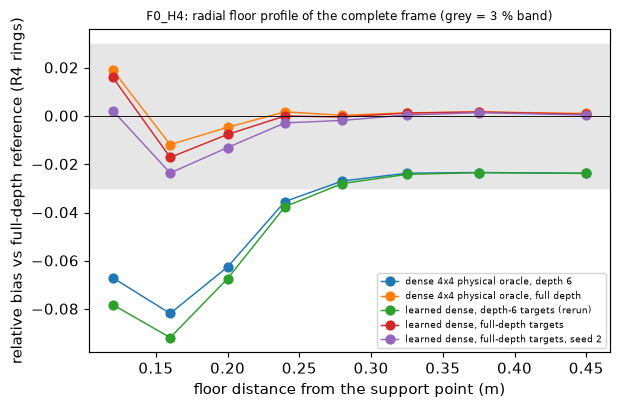 F0_H4: radial floor profile of the complete frame (grey = 3 % band)
relative bias vs full-depth reference (R4 rings)
0.02
0.00
−0.02
−0.04
−0.06
−0.08
dense 4x4 physical oracle, depth 6
dense 4x4 physical oracle, full depth
learned dense, depth-6 targets (rerun)
learned dense, full-depth targets
learned dense, full-depth targets, seed 2
0.15 0.20 0.25 0.30 0.35 0.40 0.45
floor distance from the support point (m)